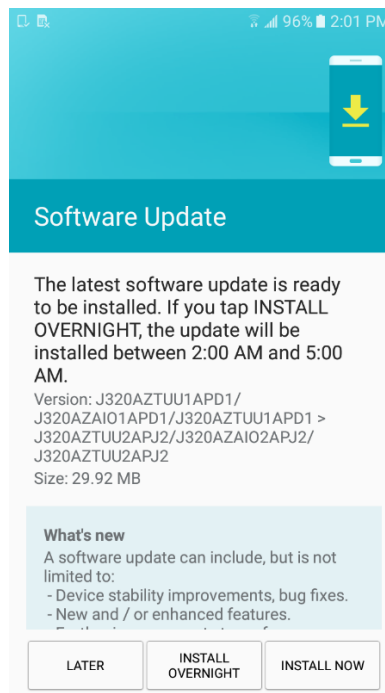 96% 2:01 PM
Software Update
The latest software update is ready
to be installed. If you tap INSTALL
OVERNIGHT, the update will be
installed between 2:00 AM and 5:00
AM.
Version: J320AZTUU1APD1/
J320AZAIO1APD1/J320AZTUU1APD1 >
J320AZTUU2APJ2/J320AZAIO2APJ2/
J320AZTUU2APJ2
Size: 29.92 MB
What's new
A software update can include, but is not
limited to:
- Device stability improvements, bug fixes.
- New and / or enhanced features.
LATER
INSTALL
OVERNIGHT
INSTALL NOW